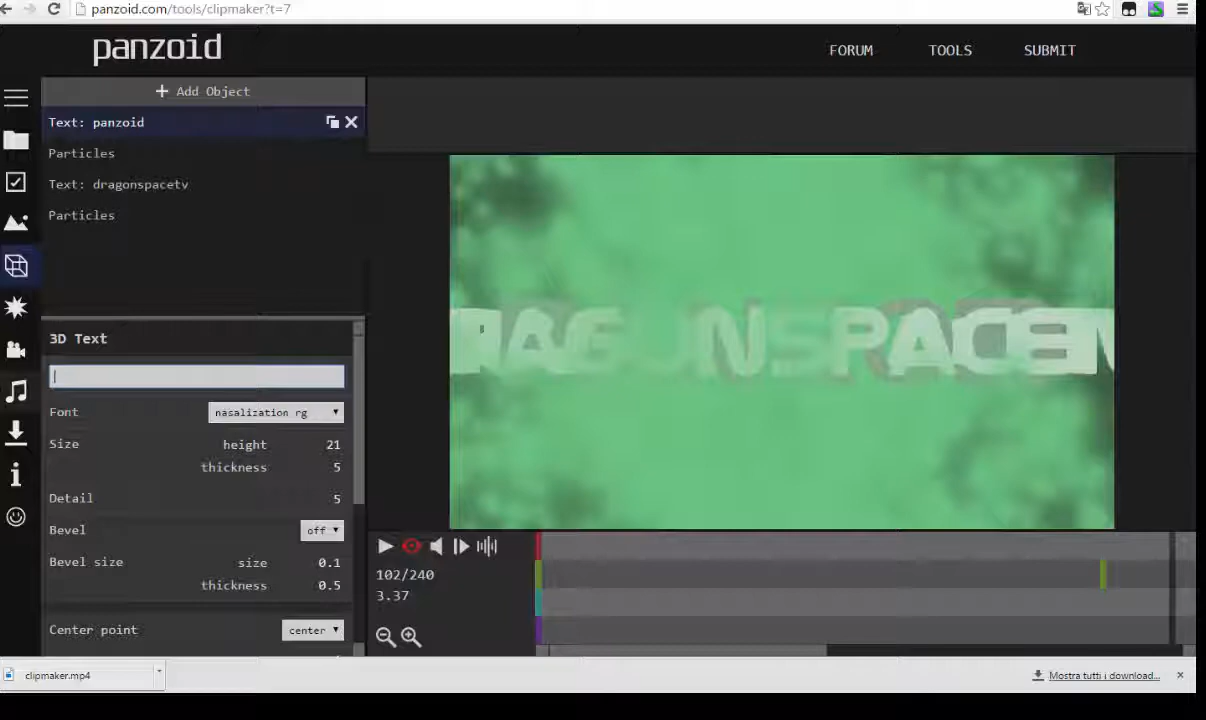 panzoid.com/tools/clipmaker?t=7
panzoid
FORUM TOOLS SUBMIT
+ Add Object
Text: panzoid
Particles
Text: dragonspacetv
Particles
3D Text
Font nasalization rg
Size height 21
thickness 5
Detail 5
Bevel off
Bevel size size 0.1
thickness 0.5
Center point center
102/240
3.37
clipmaker.mp4
Mostra tutti i download...